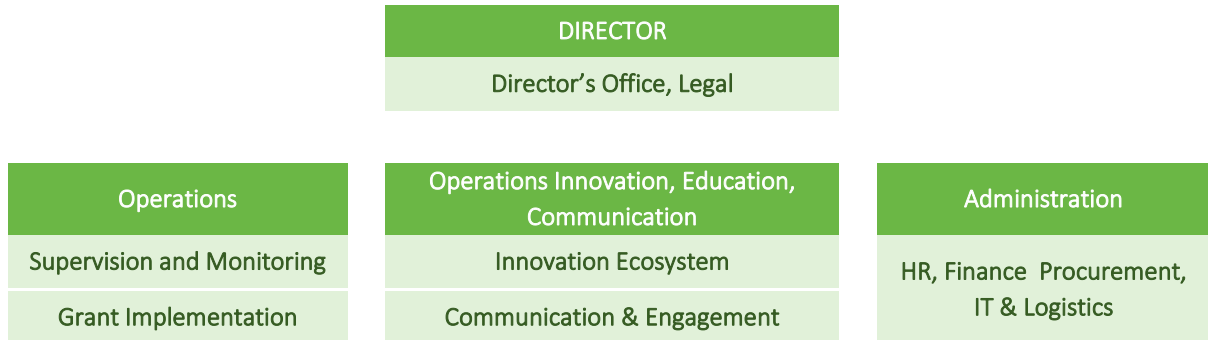 DIRECTOR
Director’s Office, Legal
Operations
Supervision and Monitoring
Grant Implementation
Operations Innovation, Education,
Communication
Innovation Ecosystem
Communication & Engagement
Administration
HR, Finance  Procurement,
IT & Logistics